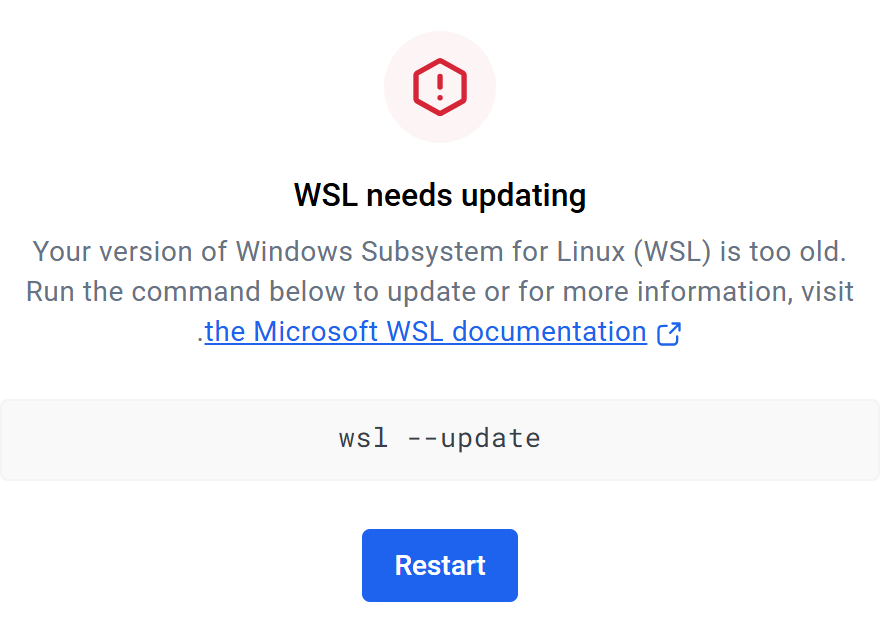 WSL needs updating
Your version of Windows Subsystem for Linux (WSL) is too old.
Run the command below to update or for more information, visit
.the Microsoft WSL documentation
wsl --update
Restart